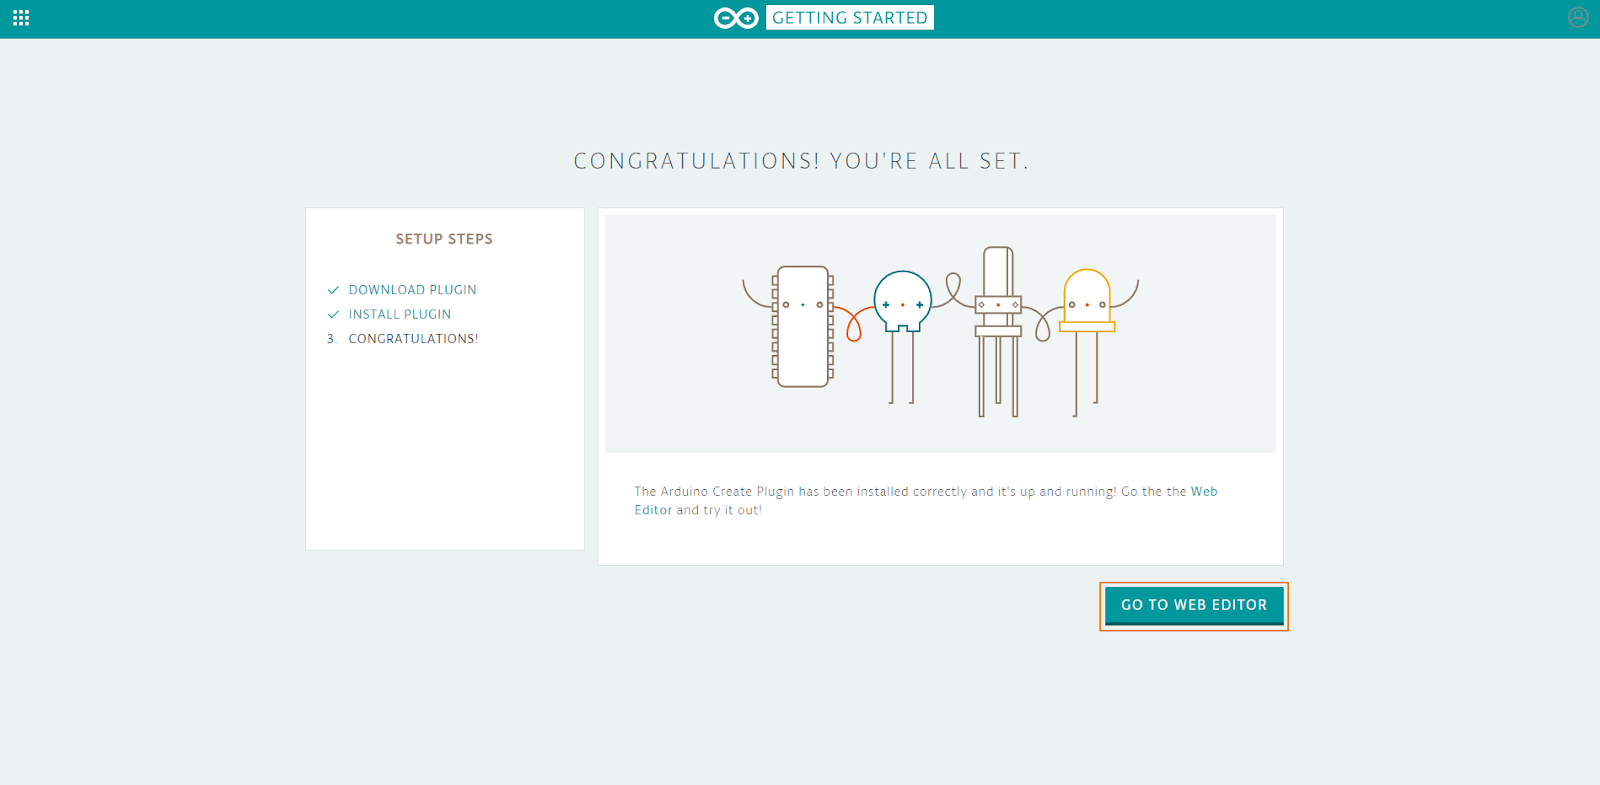 GETTING STARTED
CONGRATULATIONS! YOU'RE ALL SET.
SETUP STEPS
DOWNLOAD PLUGIN
INSTALL PLUGIN
3. CONGRATULATIONS!
The Arduino Create Plugin has been installed correctly and it's up and running! Go the the Web
Editor and try it out!
GO TO WEB EDITOR